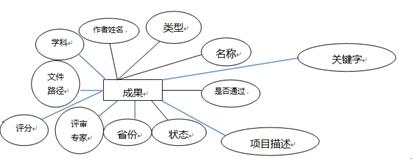 作者姓名
类型
学科
名称
关键字
文件
路径
成果
是否通过
评分
评审
专家
省份
状态
项目描述